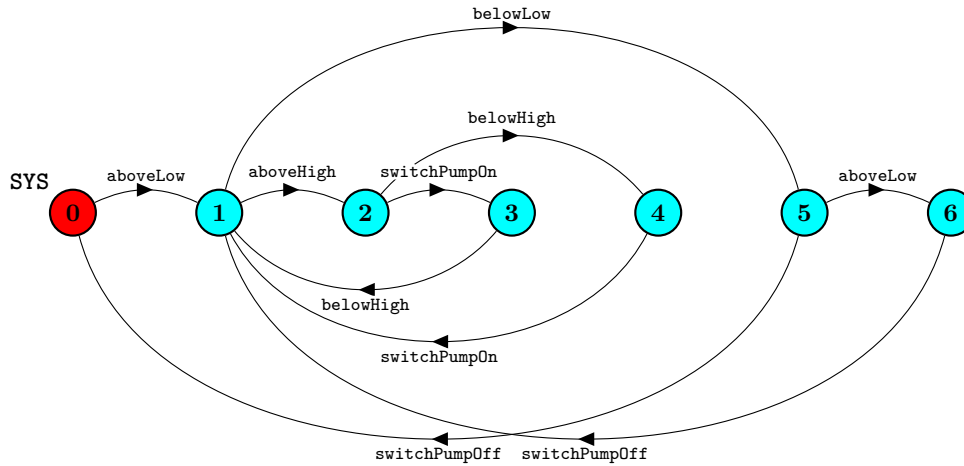 belowLow
belowHigh
SYS
aboveLow
aboveHigh
switchPumpOn
aboveLow
0
1
2
3
4
5
6
belowHigh
switchPumpOn
switchPumpOff
switchPumpOff